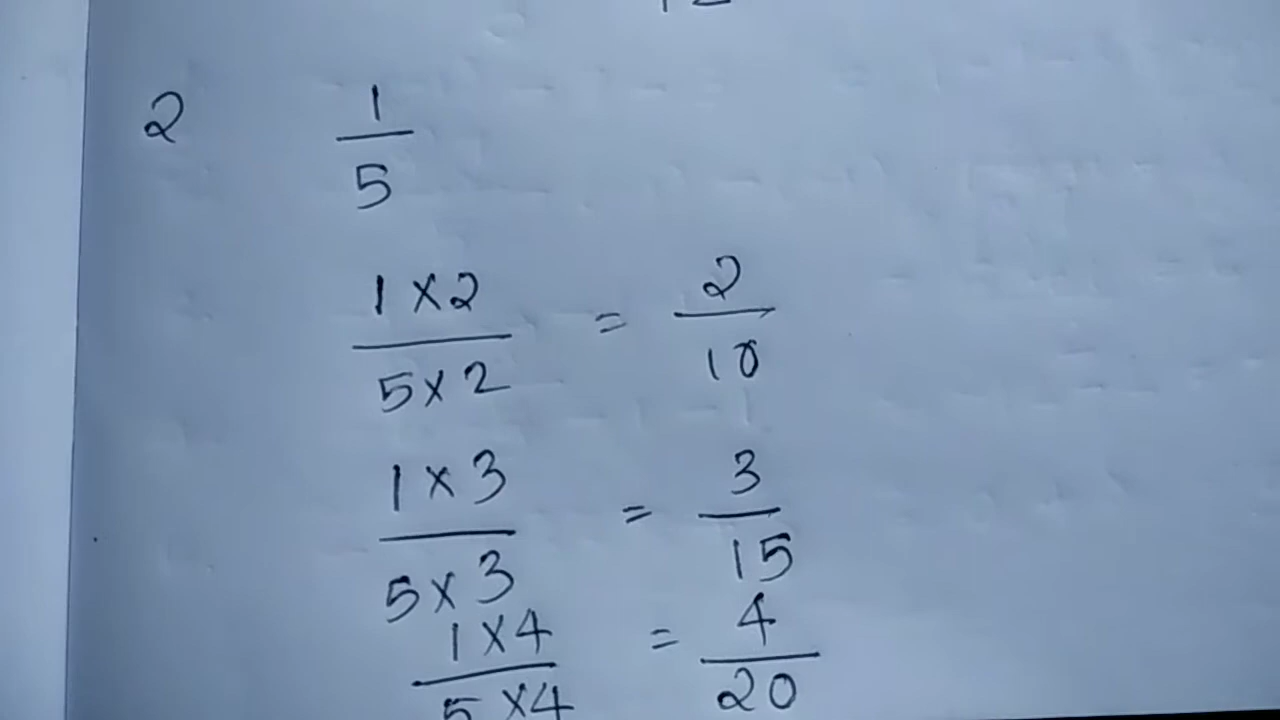 2 1/5
1 x 2 / 5 x 2 = 2/10
1 x 3 / 5 x 3 = 3/15
1 x 4 / 5 x 4 = 4/20